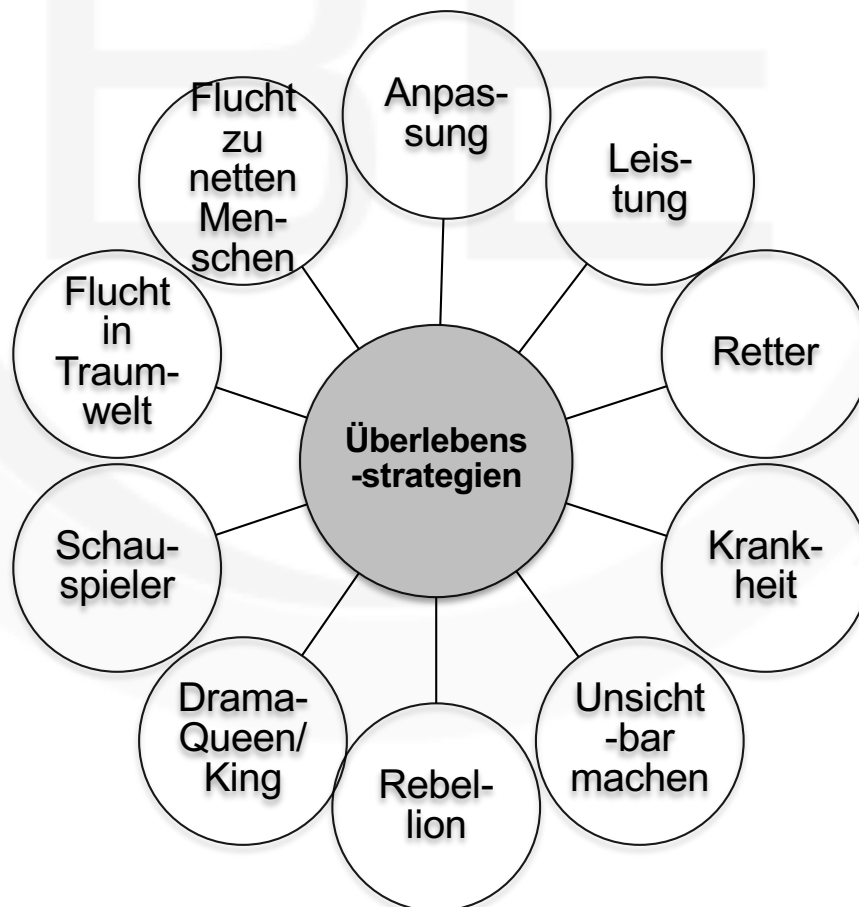 Anpas-
sung
Leis-
tung
Retter
Krank-
heit
Unsicht
-bar
machen
Rebel-
lion
Drama-
Queen/
King
Schau-
spieler
Flucht
in
Traum-
welt
Flucht
zu
netten
Men-
schen
Überlebens
-strategien
BE